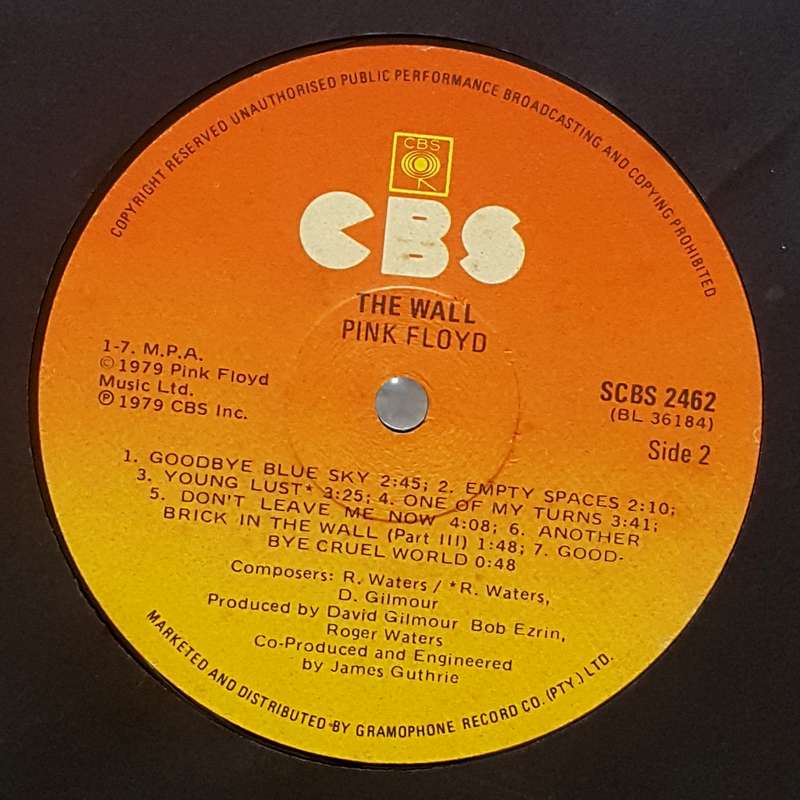 COPYRIGHT RESERVED UNAUTHORISED PUBLIC PERFORMANCE BROADCASTING AND COPYING PROHIBITED
CBS
CBS
THE WALL
PINK FLOYD
1-7. M.P.A.
©1979 Pink Floyd
Music Ltd.
℗1979 CBS Inc.
SCBS 2462
(BL 36184)
Side 2
1. GOODBYE BLUE SKY 2:45; 2. EMPTY SPACES 2:10;
3. YOUNG LUST* 3:25; 4. ONE OF MY TURNS 3:41;
5. DON'T LEAVE ME NOW 4:08; 6. ANOTHER
BRICK IN THE WALL (Part III) 1:48; 7. GOOD-
BYE CRUEL WORLD 0:48
Composers: R. Waters / *R. Waters,
D. Gilmour
Produced by David Gilmour Bob Ezrin,
Roger Waters
Co-Produced and Engineered
by James Guthrie
MARKETED AND DISTRIBUTED BY GRAMOPHONE RECORD CO. (PTY.) LTD.